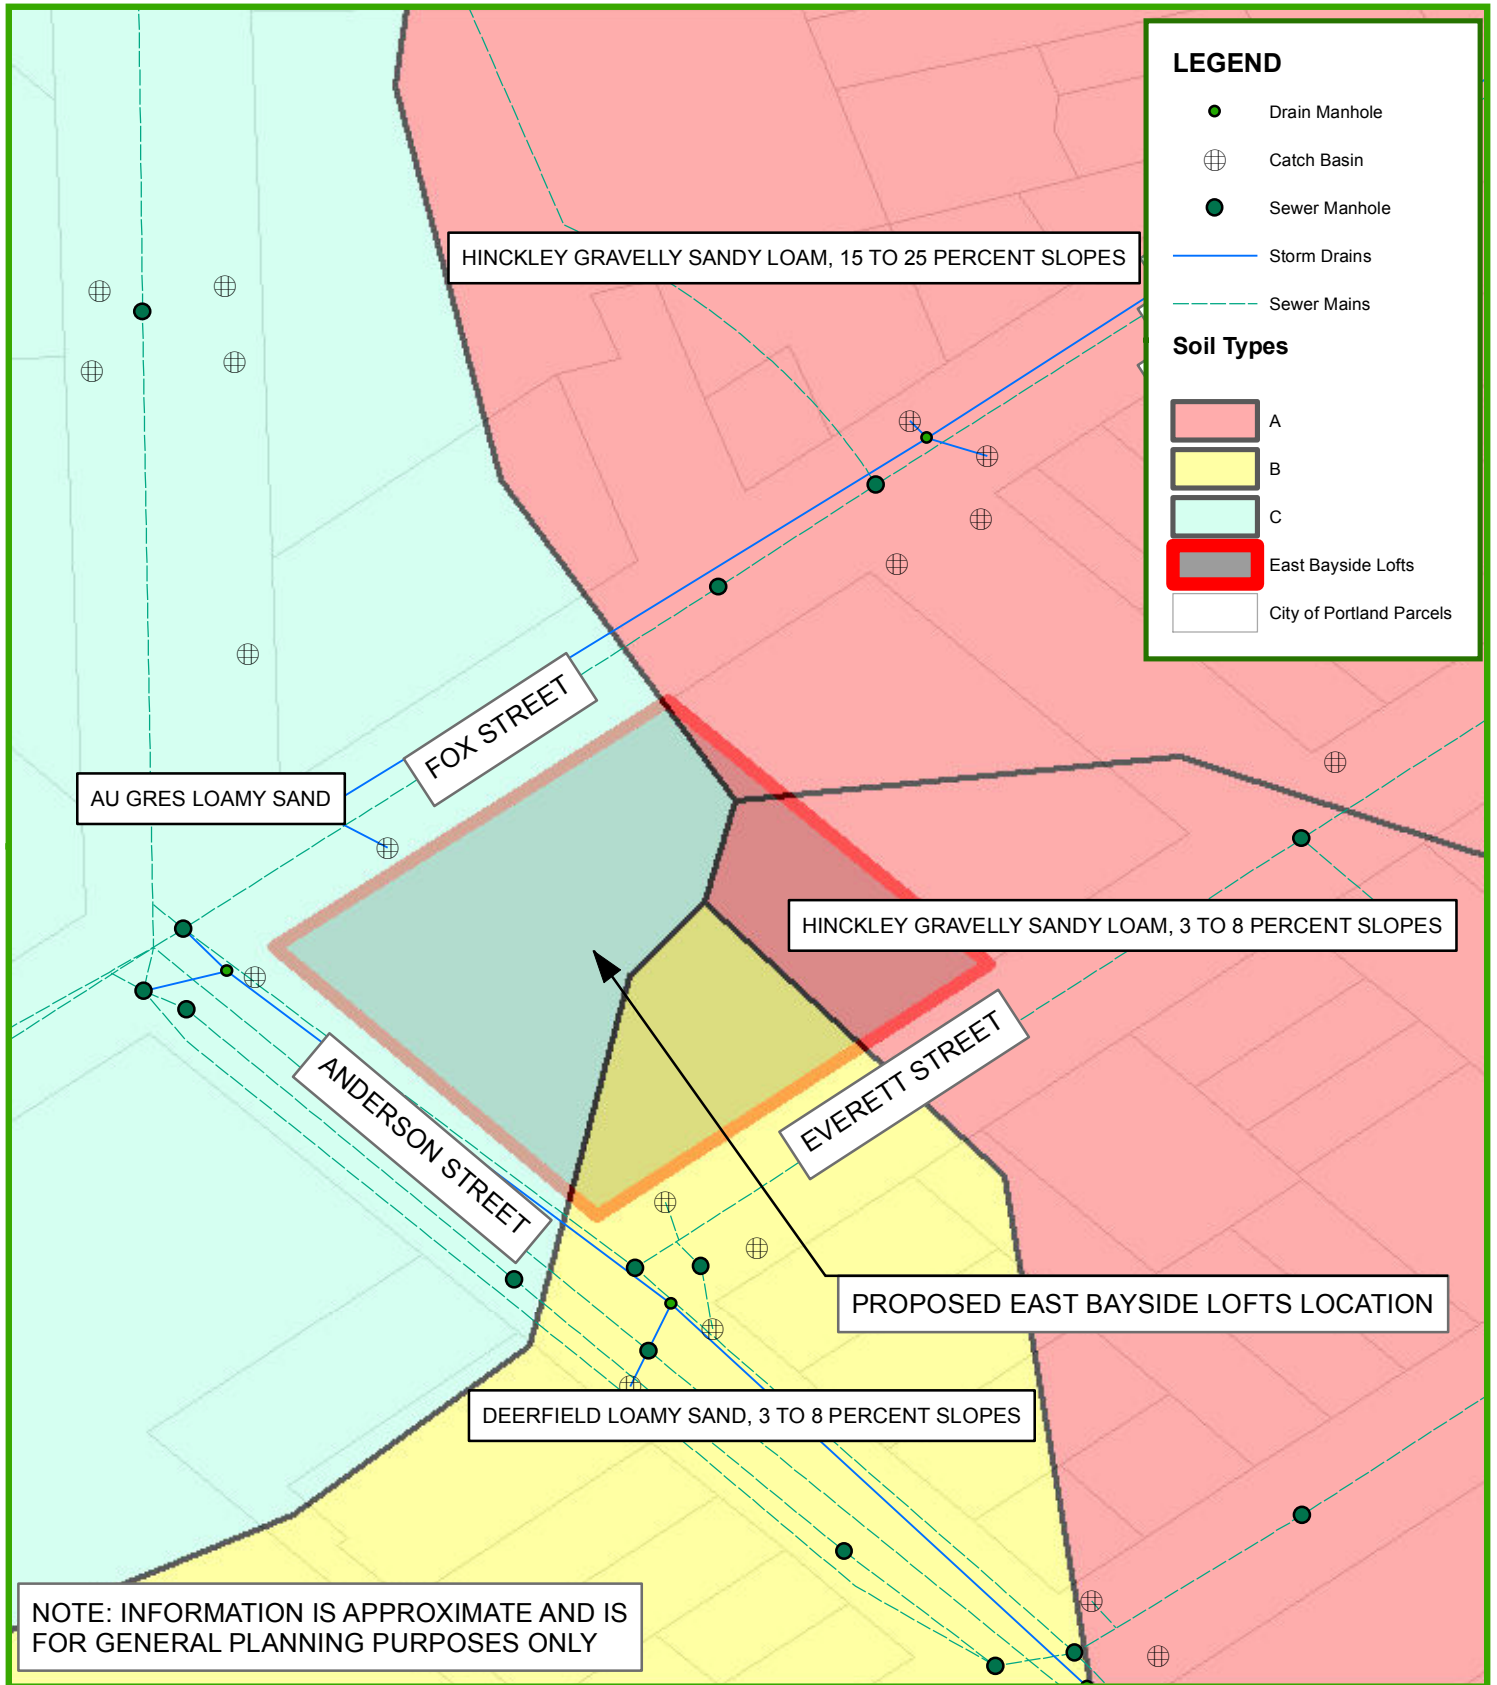 LEGEND
Drain Manhole
Catch Basin
Sewer Manhole
Storm Drains
Sewer Mains
Soil Types
A
B
C
East Bayside Lofts
City of Portland Parcels
HINCKLEY GRAVELLY SANDY LOAM, 15 TO 25 PERCENT SLOPES
FOX STREET
AU GRES LOAMY SAND
HINCKLEY GRAVELLY SANDY LOAM, 3 TO 8 PERCENT SLOPES
EVERETT STREET
ANDERSON STREET
PROPOSED EAST BAYSIDE LOFTS LOCATION
DEERFIELD LOAMY SAND, 3 TO 8 PERCENT SLOPES
NOTE: INFORMATION IS APPROXIMATE AND IS
FOR GENERAL PLANNING PURPOSES ONLY